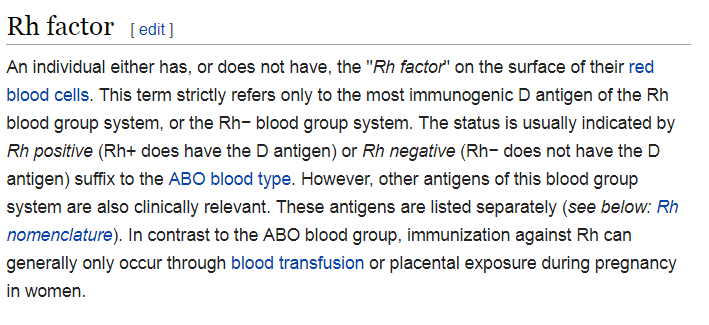 Rh factor [ edit ]
An individual either has, or does not have, the "Rh factor" on the surface of their red
blood cells. This term strictly refers only to the most immunogenic D antigen of the Rh
blood group system, or the Rh− blood group system. The status is usually indicated by
Rh positive (Rh+ does have the D antigen) or Rh negative (Rh− does not have the D
antigen) suffix to the ABO blood type. However, other antigens of this blood group
system are also clinically relevant. These antigens are listed separately (see below: Rh
nomenclature). In contrast to the ABO blood group, immunization against Rh can
generally only occur through blood transfusion or placental exposure during pregnancy
in women.